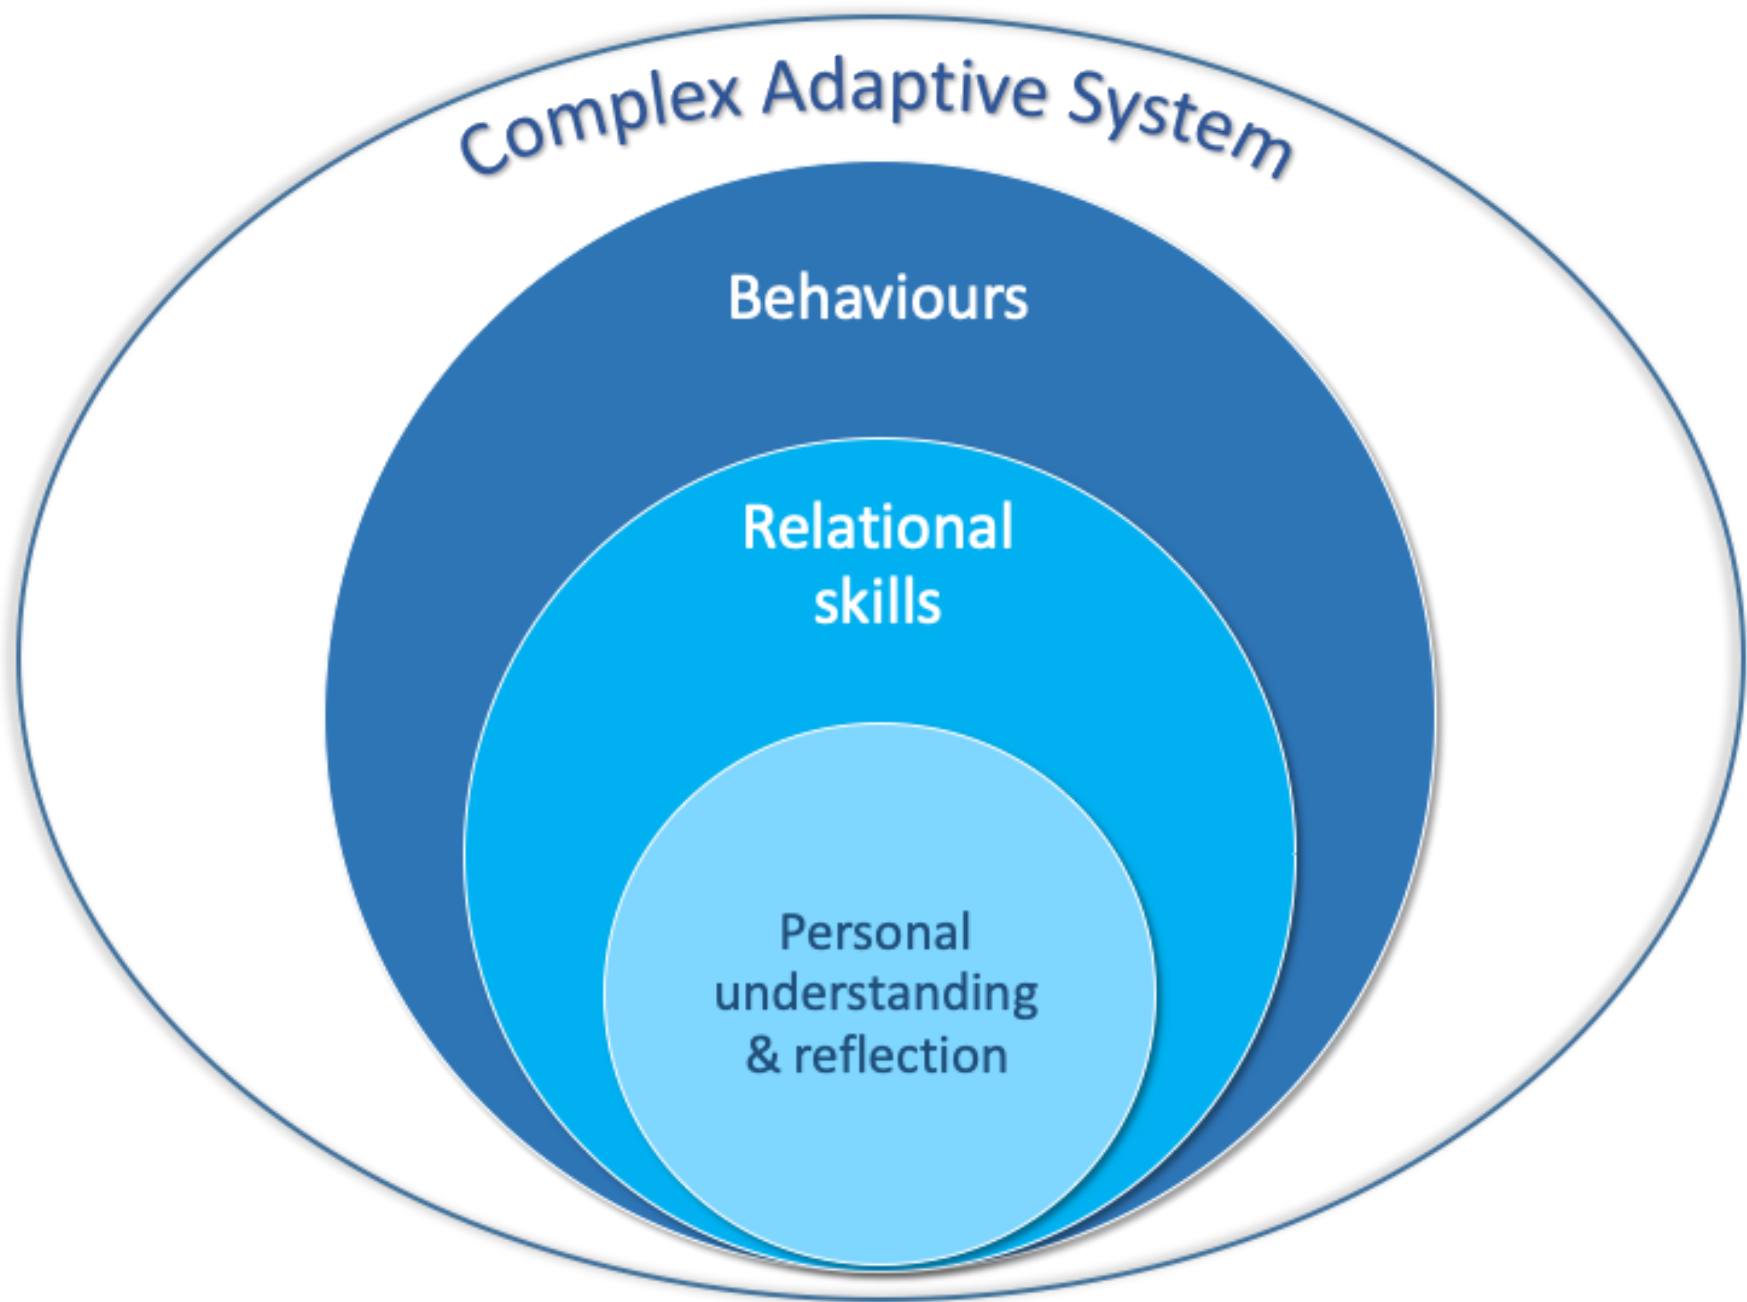 Complex Adaptive System
Behaviours
Relational
skills
Personal
understanding
& reflection